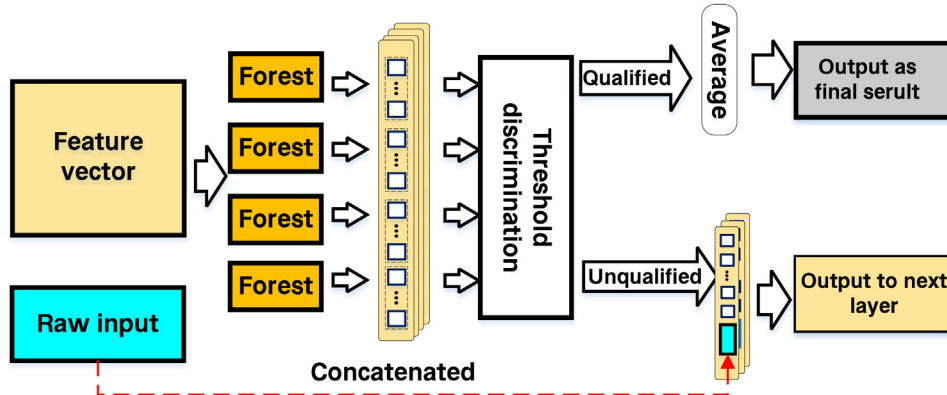 Feature
vector
Raw input
Forest
Forest
Forest
Forest
Concatenated
Threshold
discrimination
Qualified
Unqualified
Average
Output as
final serult
Output to next
layer